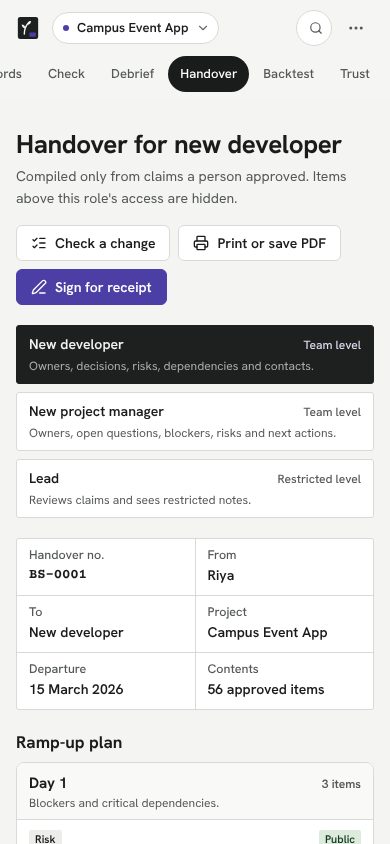 Campus Event App
ords Check Debrief Handover Backtest Trust
Handover for new developer
Compiled only from claims a person approved. Items
above this role's access are hidden.
Check a change Print or save PDF
Sign for receipt
New developer Team level
Owners, decisions, risks, dependencies and contacts.
New project manager Team level
Owners, open questions, blockers, risks and next actions.
Lead Restricted level
Reviews claims and sees restricted notes.
Handover no. From
BS-0001 Riya
To Project
New developer Campus Event App
Departure Contents
15 March 2026 56 approved items
Ramp-up plan
Day 1 3 items
Blockers and critical dependencies.
Risk Public